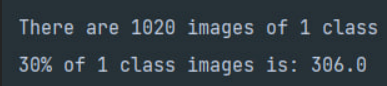 There are 1020 images of 1 class
30% of 1 class images is: 306.0